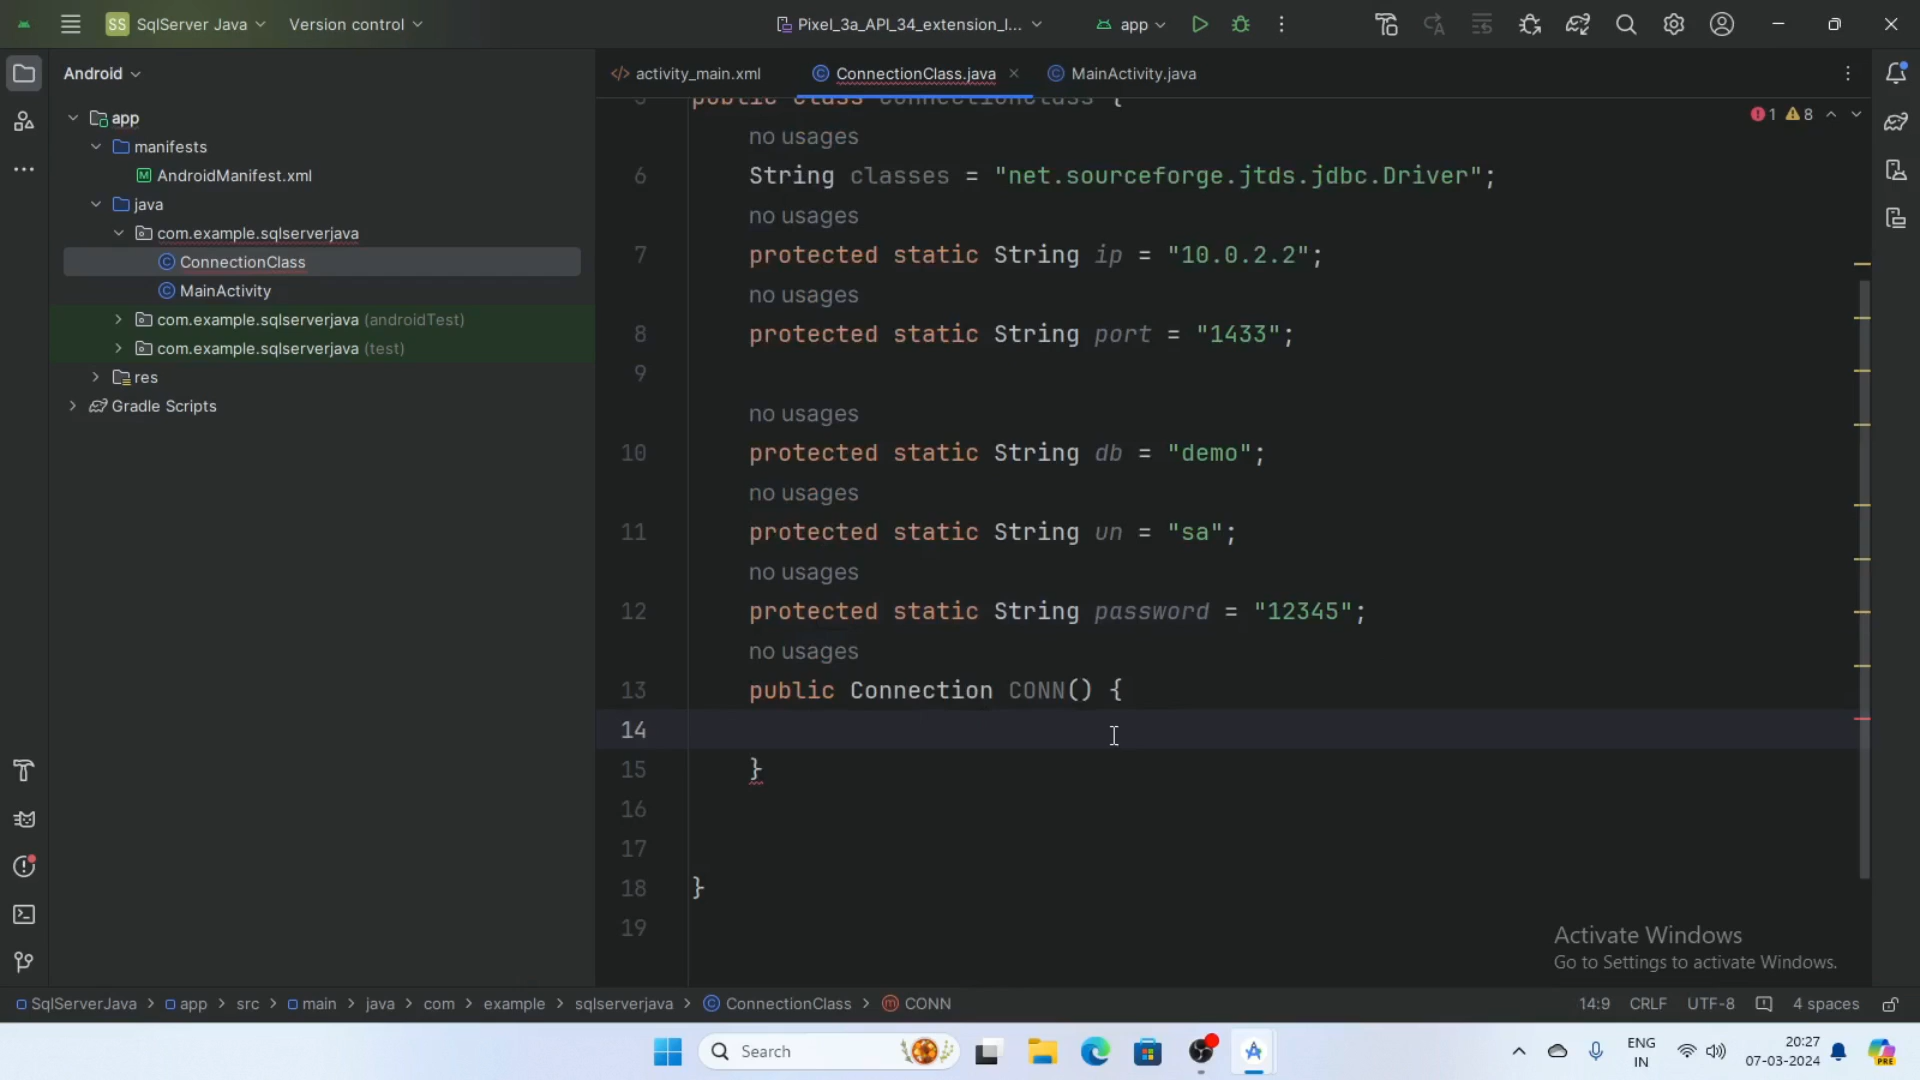 SS SqlServer Java Version control Pixel_3a_API_34_extension_l... app
Android
activity_main.xml ConnectionClass.java MainActivity.java
app
manifests
AndroidManifest.xml
java
com.example.sqlserverjava
ConnectionClass
MainActivity
com.example.sqlserverjava (androidTest)
com.example.sqlserverjava (test)
res
Gradle Scripts
1 8
5 public class ConnectionClass {
no usages
6 String classes = "net.sourceforge.jtds.jdbc.Driver";
no usages
7 protected static String ip = "10.0.2.2";
no usages
8 protected static String port = "1433";
9
no usages
10 protected static String db = "demo";
no usages
11 protected static String un = "sa";
no usages
12 protected static String password = "12345";
no usages
13 public Connection CONN() {
14
15 }
16
17
18 }
19
Activate Windows
Go to Settings to activate Windows.
SqlServerJava > app > src > main > java > com > example > sqlserverjava > ConnectionClass > CONN 14:9 CRLF UTF-8 4 spaces
Search
ENG
IN
20:27
07-03-2024
PRE